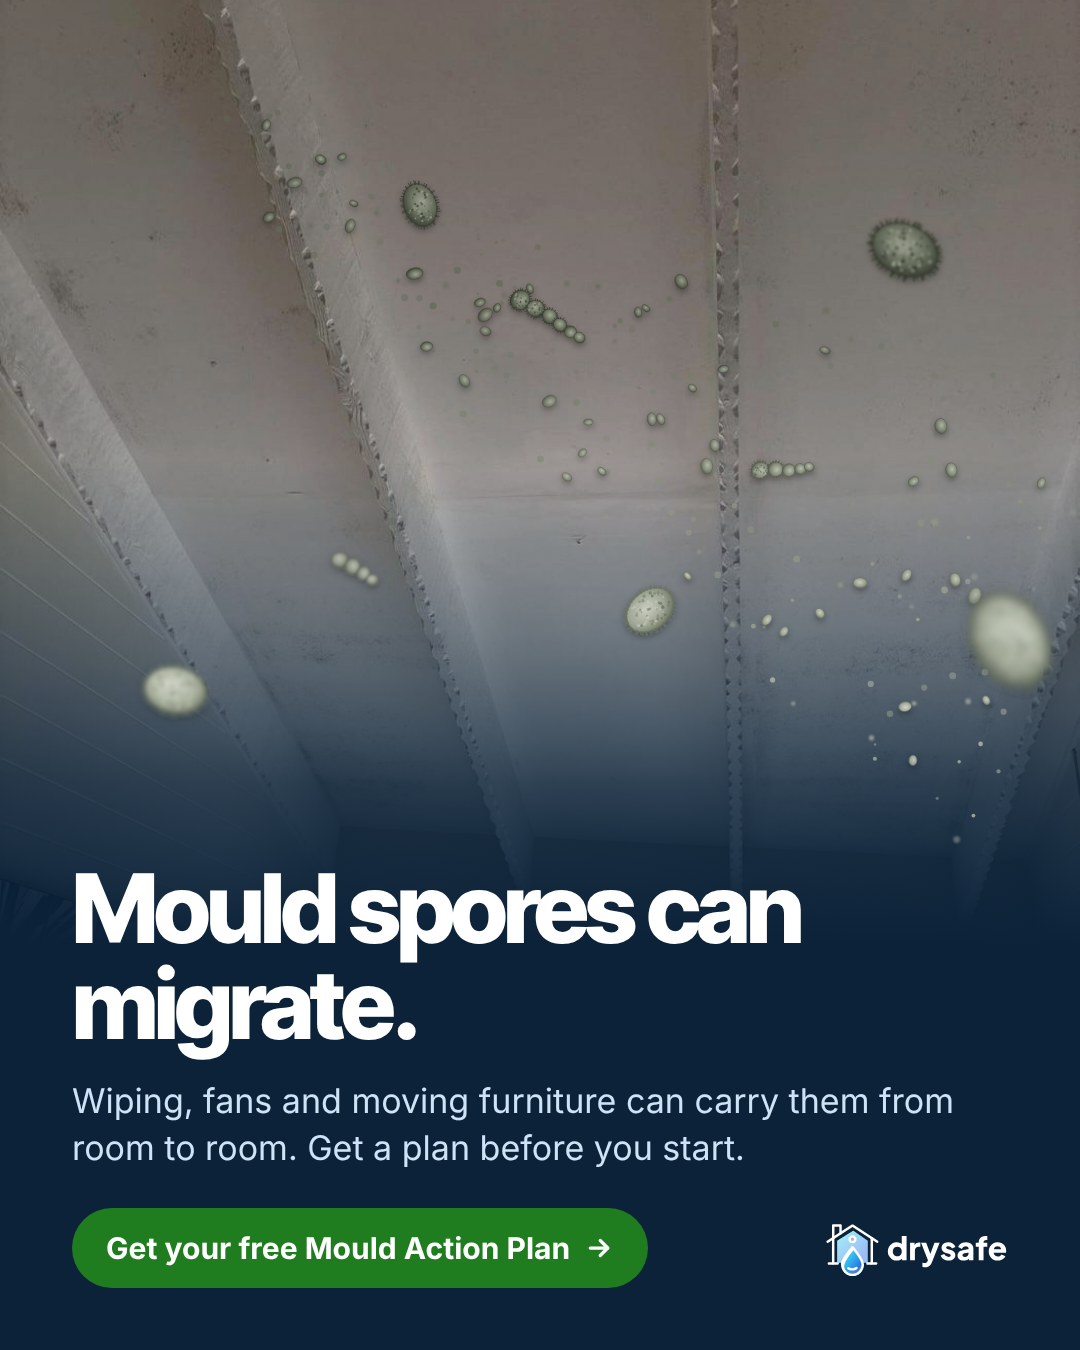 Mould spores can
migrate.
Wiping, fans and moving furniture can carry them from
room to room. Get a plan before you start.
Get your free Mould Action Plan →
drysafe